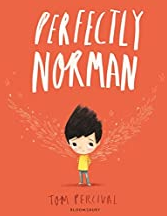 PERFECTLY
NORMAN
TOM PERCIVAL
BLOOMSBURY